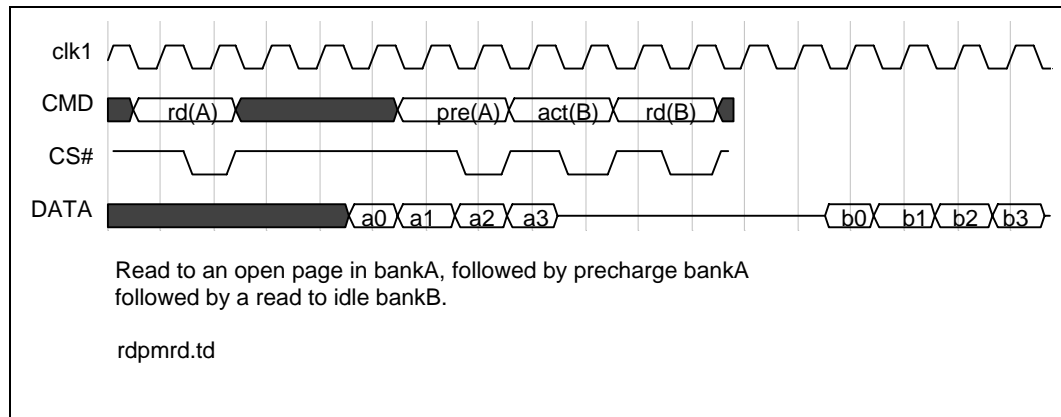 clk1
CMD rd(A) pre(A) act(B) rd(B)
CS#
DATA a0 a1 a2 a3 b0 b1 b2 b3
Read to an open page in bankA, followed by precharge bankA
followed by a read to idle bankB.
rdpmrd.td